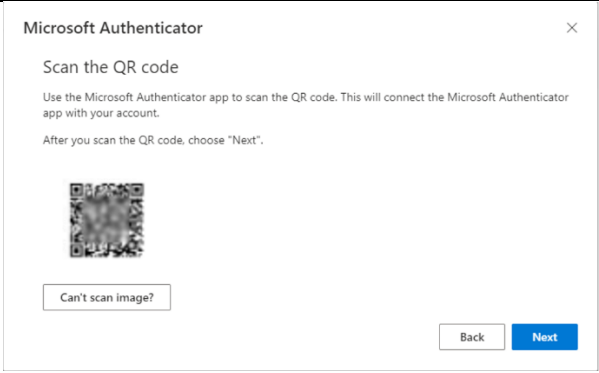 Microsoft Authenticator
Scan the QR code
Use the Microsoft Authenticator app to scan the QR code. This will connect the Microsoft Authenticator
app with your account.
After you scan the QR code, choose "Next".
Can't scan image?
Back
Next